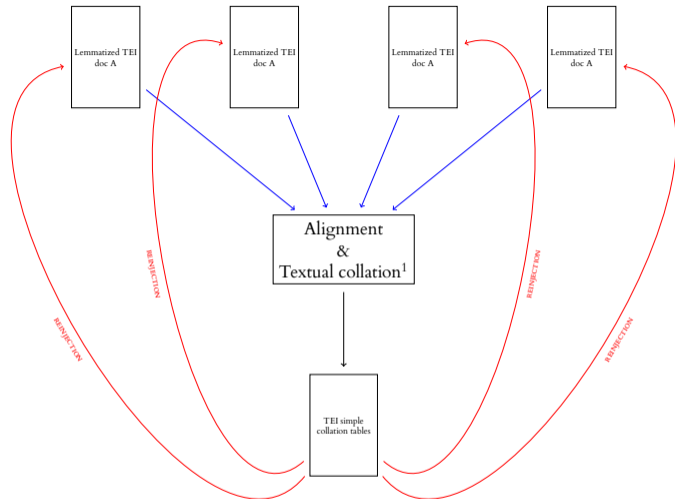 Lemmatized TEI
doc A
Lemmatized TEI
doc A
Lemmatized TEI
doc A
Lemmatized TEI
doc A
Alignment
&
Textual collation¹
REINJECTION
REINJECTION
REINJECTION
REINJECTION
TEI simple
collation tables